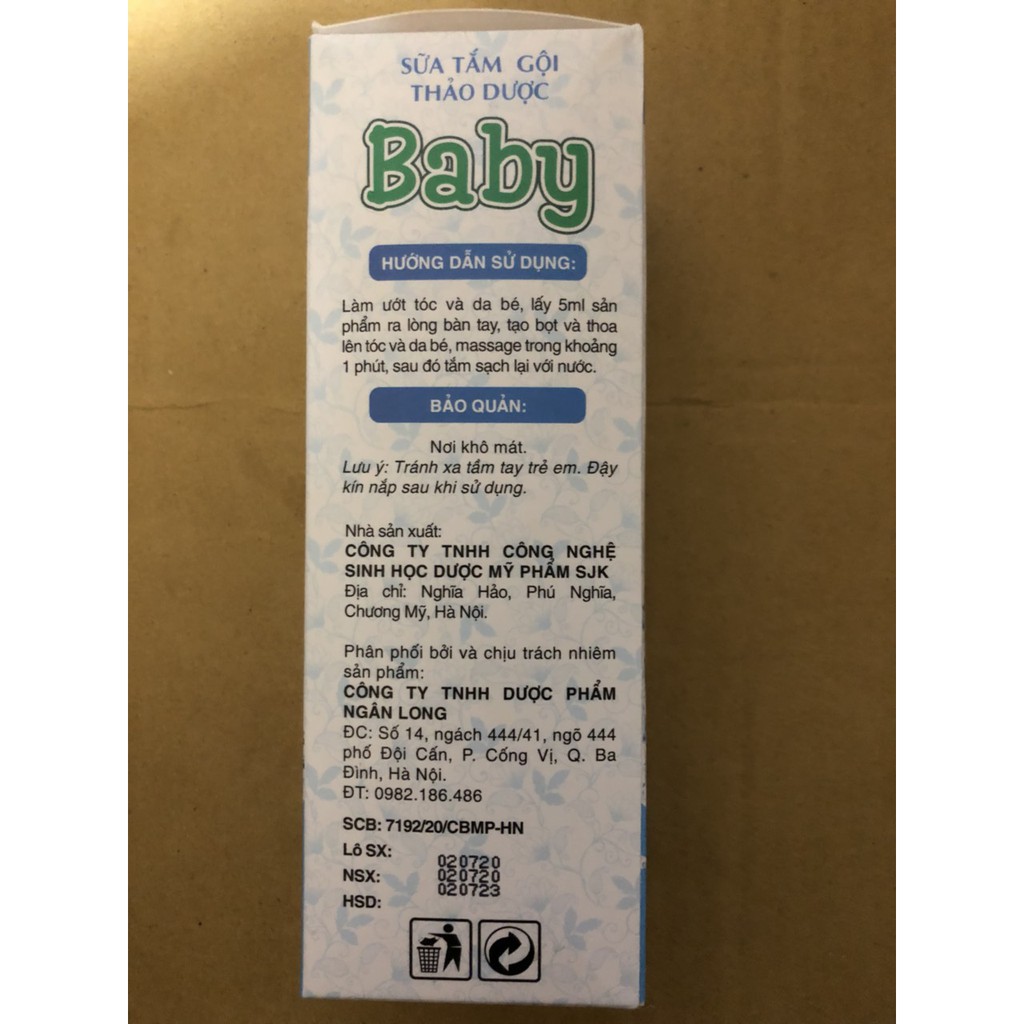 SỮA TẮM GỘI
THẢO DƯỢC
Baby
HƯỚNG DẪN SỬ DỤNG:
Làm ướt tóc và da bé, lấy 5ml sản
phẩm ra lòng bàn tay, tạo bọt và thoa
lên tóc và da bé, massage trong khoảng
1 phút, sau đó tắm sạch lại với nước.
BẢO QUẢN:
Nơi khô mát.
Lưu ý: Tránh xa tầm tay trẻ em. Đậy
kín nắp sau khi sử dụng.
Nhà sản xuất:
CÔNG TY TNHH CÔNG NGHỆ
SINH HỌC DƯỢC MỸ PHẨM SJK
Địa chỉ: Nghĩa Hảo, Phú Nghĩa,
Chương Mỹ, Hà Nội.
Phân phối bởi và chịu trách nhiệm
sản phẩm:
CÔNG TY TNHH DƯỢC PHẨM
NGÂN LONG
ĐC: Số 14, ngách 444/41, ngõ 444
phố Đội Cấn, P. Cống Vị, Q. Ba
Đình, Hà Nội.
ĐT: 0982.186.486
SCB: 7192/20/CBMP-HN
Lô SX: 020720
NSX: 020720
HSD: 020723